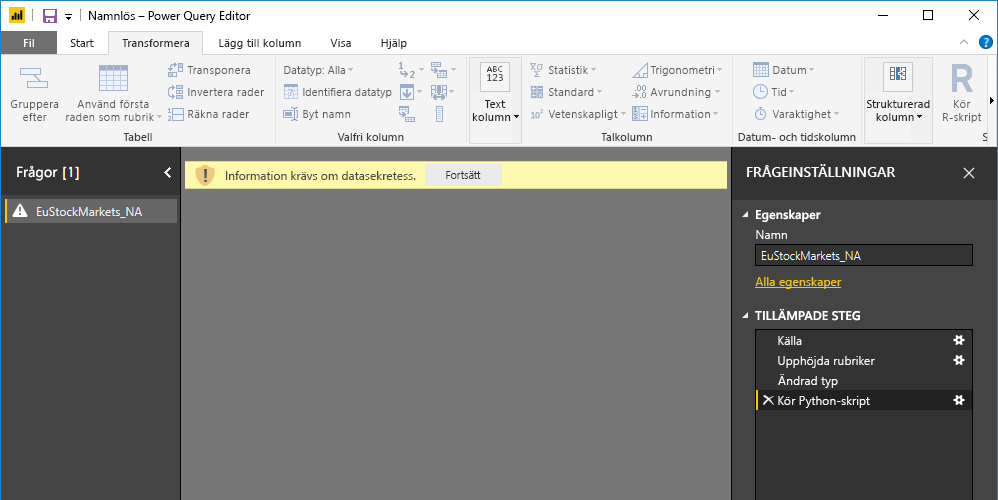 Namnlös – Power Query Editor
Fil Start Transformera Lägg till kolumn Visa Hjälp
Gruppera efter
Använd första raden som rubrik
Transponera
Invertera rader
Räkna rader
Tabell
Datatyp: Alla
Identifiera datatyp
Byt namn
Valfri kolumn
ABC
123
Text
kolumn
Statistik
Standard
Vetenskapligt
Trigonometri
Avrundning
Information
Talkolumn
Datum
Tid
Varaktighet
Datum- och tidskolumn
Strukturerad
kolumn
R
Kör
R-skript
S
Frågor [1]
EuStockMarkets_NA
Information krävs om datasekretess. Fortsätt
FRÅGEINSTÄLLNINGAR
Egenskaper
Namn
EuStockMarkets_NA
Alla egenskaper
TILLÄMPADE STEG
Källa
Upphöjda rubriker
Ändrad typ
Kör Python-skript